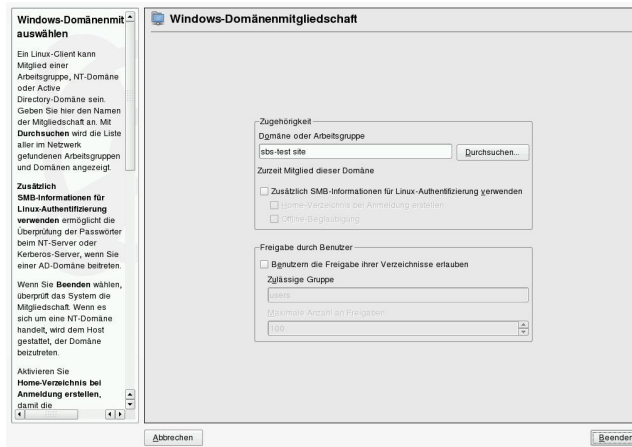 Windows-Domänenmit
auswählen
Ein Linux-Client kann
Mitglied einer
Arbeitsgruppe, NT-Domäne
oder Active
Directory-Domäne sein.
Geben Sie hier den Namen
der Mitgliedschaft an. Mit
Durchsuchen wird die Liste
aller im Netzwerk
gefundenen Arbeitsgruppen
und Domänen angezeigt.
Zusätzlich
SMB-Informationen für
Linux-Authentifizierung
verwenden ermöglicht die
Überprüfung der Passwörter
beim NT-Server oder
Kerberos-Server, wenn Sie
einer AD-Domäne beitreten.
Wenn Sie Beenden wählen,
überprüft das System die
Mitgliedschaft. Wenn es
sich um eine NT-Domäne
handelt, wird dem Host
gestattet, der Domäne
beizutreten.
Aktivieren Sie
Home-Verzeichnis bei
Anmeldung erstellen,
damit die
Windows-Domänenmitgliedschaft
Zugehörigkeit
Domäne oder Arbeitsgruppe
sbs-test site
Durchsuchen...
Zurzeit Mitglied dieser Domäne
Zusätzlich SMB-Informationen für Linux-Authentifizierung verwenden
Home-Verzeichnis bei Anmeldung erstellen
Offline-Beglaubigung
Freigabe durch Benutzer
Benutzern die Freigabe ihrer Verzeichnisse erlauben
Zulässige Gruppe
users
Maximale Anzahl an Freigaben
100
Abbrechen
Beenden